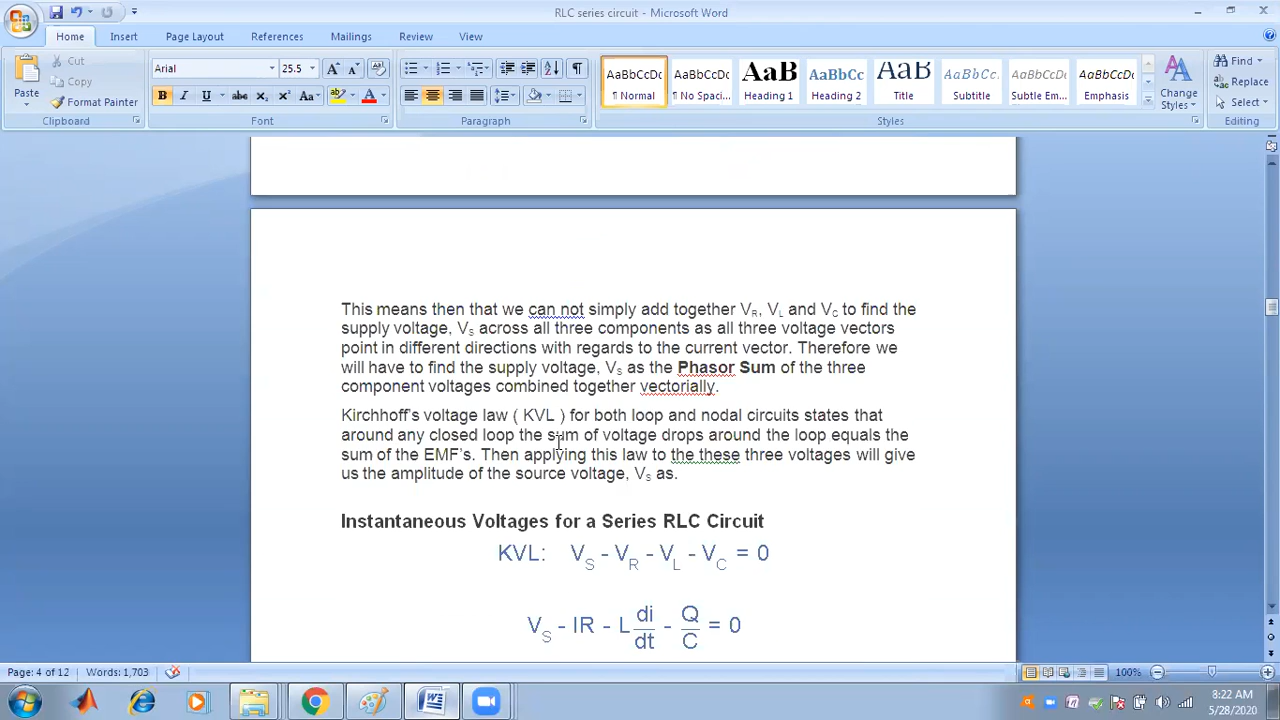 RLC series circuit - Microsoft Word
Home Insert Page Layout References Mailings Review View
Paste Cut Copy Format Painter Clipboard
Arial 25.5 Font
Paragraph
AaBbCcDc ¶ Normal AaBbCcDc ¶ No Spaci... AaB Heading 1 AaBbCc Heading 2 AaB Title AaBbCcI Subtitle AaBbCcDc Subtle Em... AaBbCcDc Emphasis Change Styles Styles
Find Replace Select Editing
This means then that we can not simply add together VR, VL and VC to find the
supply voltage, VS across all three components as all three voltage vectors
point in different directions with regards to the current vector. Therefore we
will have to find the supply voltage, VS as the Phasor Sum of the three
component voltages combined together vectorially.
Kirchhoff's voltage law ( KVL ) for both loop and nodal circuits states that
around any closed loop the sum of voltage drops around the loop equals the
sum of the EMF's. Then applying this law to the these three voltages will give
us the amplitude of the source voltage, VS as.
Instantaneous Voltages for a Series RLC Circuit
KVL: VS - VR - VL - VC = 0
VS - IR - L di/dt - Q/C = 0
Page: 4 of 12 Words: 1,703 100%
8:22 AM
5/28/2020